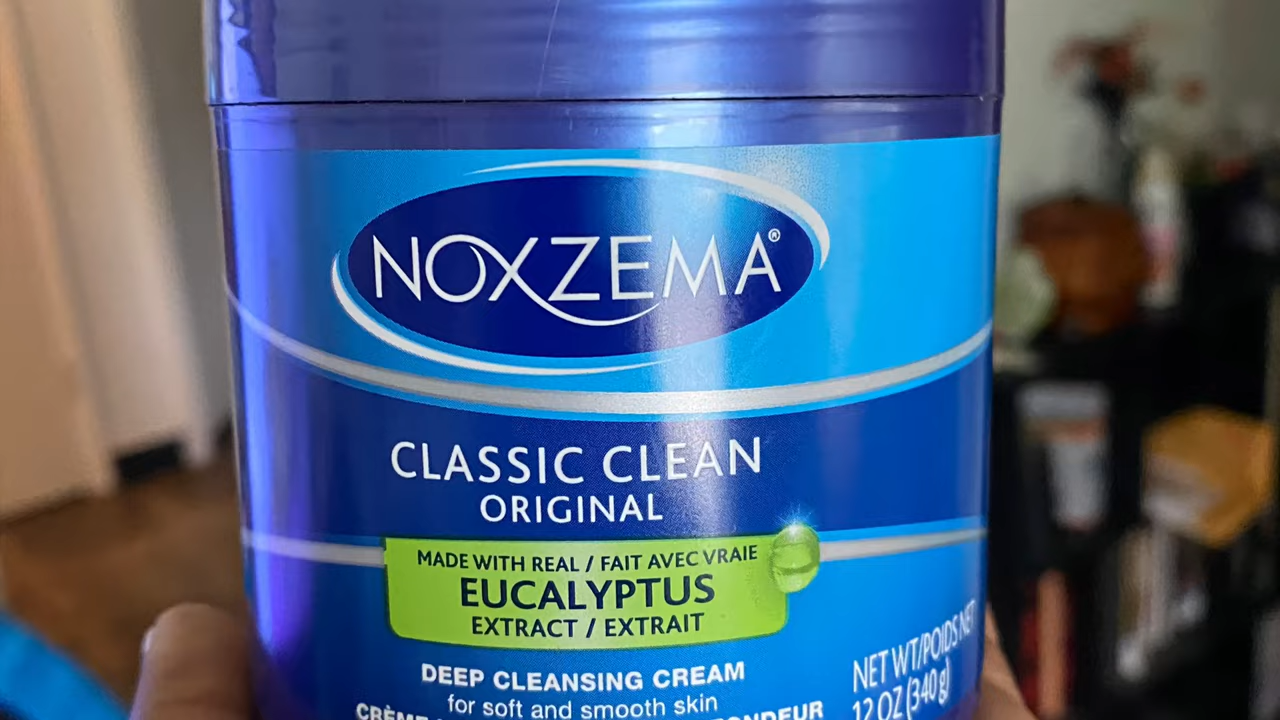 NOXZEMA®
CLASSIC CLEAN
ORIGINAL
MADE WITH REAL / FAIT AVEC VRAIE
EUCALYPTUS
EXTRACT / EXTRAIT
DEEP CLEANSING CREAM
for soft and smooth skin
NET WT/POIDS NET
12 OZ (340 g)
CRÈME